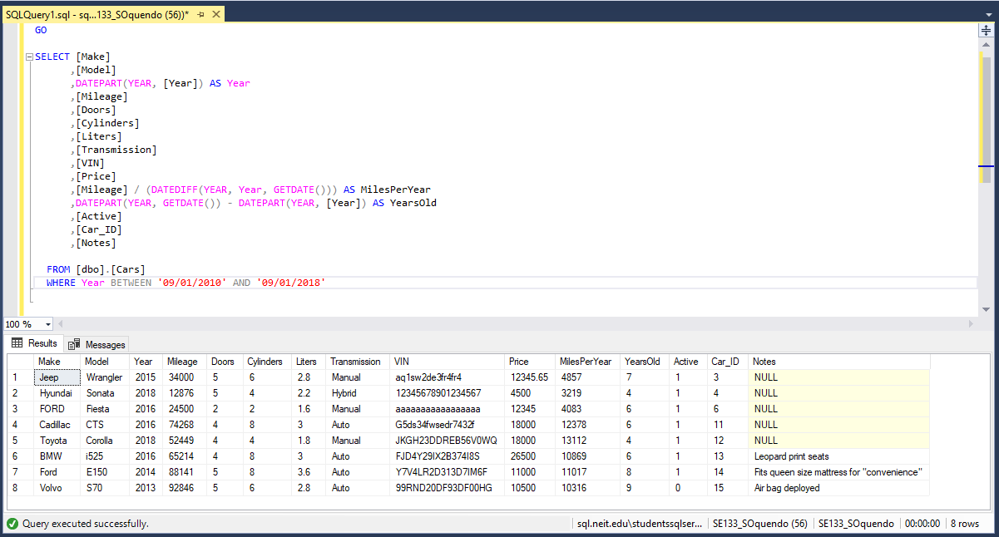 SQLQuery1.sql - sq...133_SOquendo (56))*
GO
SELECT [Make]
,[Model]
,DATEPART(YEAR, [Year]) AS Year
,[Mileage]
,[Doors]
,[Cylinders]
,[Liters]
,[Transmission]
,[VIN]
,[Price]
,[Mileage] / (DATEDIFF(YEAR, Year, GETDATE())) AS MilesPerYear
,DATEPART(YEAR, GETDATE()) - DATEPART(YEAR, [Year]) AS YearsOld
,[Active]
,[Car_ID]
,[Notes]
FROM [dbo].[Cars]
WHERE Year BETWEEN '09/01/2010' AND '09/01/2018'
100 %
Results Messages
Make Model Year Mileage Doors Cylinders Liters Transmission VIN Price MilesPerYear YearsOld Active Car_ID Notes
1 Jeep Wrangler 2015 34000 5 6 2.8 Manual aq1sw2de3fr4fr4 12345.65 4857 7 1 3 NULL
2 Hyundai Sonata 2018 12876 5 4 2.2 Hybrid 12345678901234567 4500 3219 4 1 4 NULL
3 FORD Fiesta 2016 24500 2 2 1.6 Manual aaaaaaaaaaaaaaaaa 12345 4083 6 1 6 NULL
4 Cadillac CTS 2016 74268 4 8 3 Auto G5ds34fwsedr7432f 18000 12378 6 1 11 NULL
5 Toyota Corolla 2018 52449 4 4 1.8 Manual JKGH23DDREB56V0WQ 18000 13112 4 1 12 NULL
6 BMW i525 2016 65214 4 8 3 Auto FJD4Y29IX2B374I8S 26500 10869 6 1 13 Leopard print seats
7 Ford E150 2014 88141 5 8 3.6 Auto Y7V4LR2D313D7IM6F 11000 11017 8 1 14 Fits queen size mattress for "convenience"
8 Volvo S70 2013 92846 5 6 2.8 Auto 99RND20DF93DF00HG 10500 10316 9 0 15 Air bag deployed
Query executed successfully. sql.neit.edu\studentssqlser... SE133_SOquendo (56) SE133_SOquendo 00:00:00 8 rows